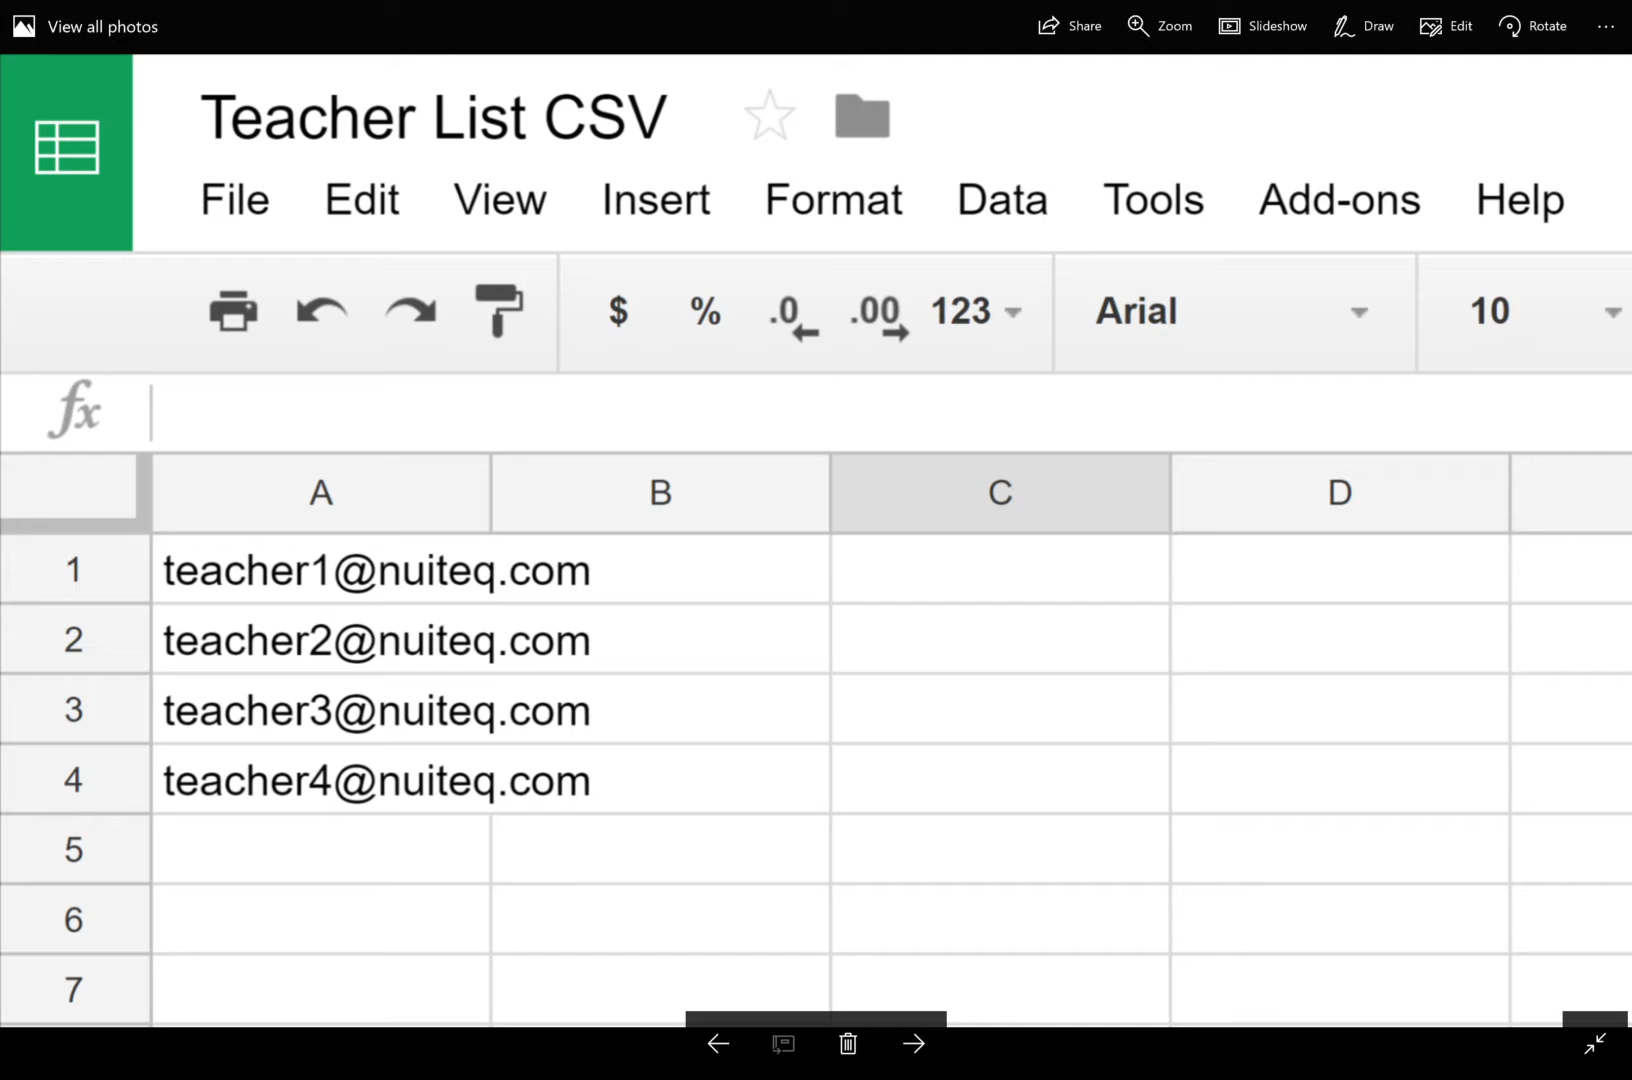 View all photos Share Zoom Slideshow Draw Edit Rotate
Teacher List CSV
File Edit View Insert Format Data Tools Add-ons Help
$ % .0 .00 123 Arial 10
fx
A B C D
1 teacher1@nuiteq.com
2 teacher2@nuiteq.com
3 teacher3@nuiteq.com
4 teacher4@nuiteq.com
5
6
7